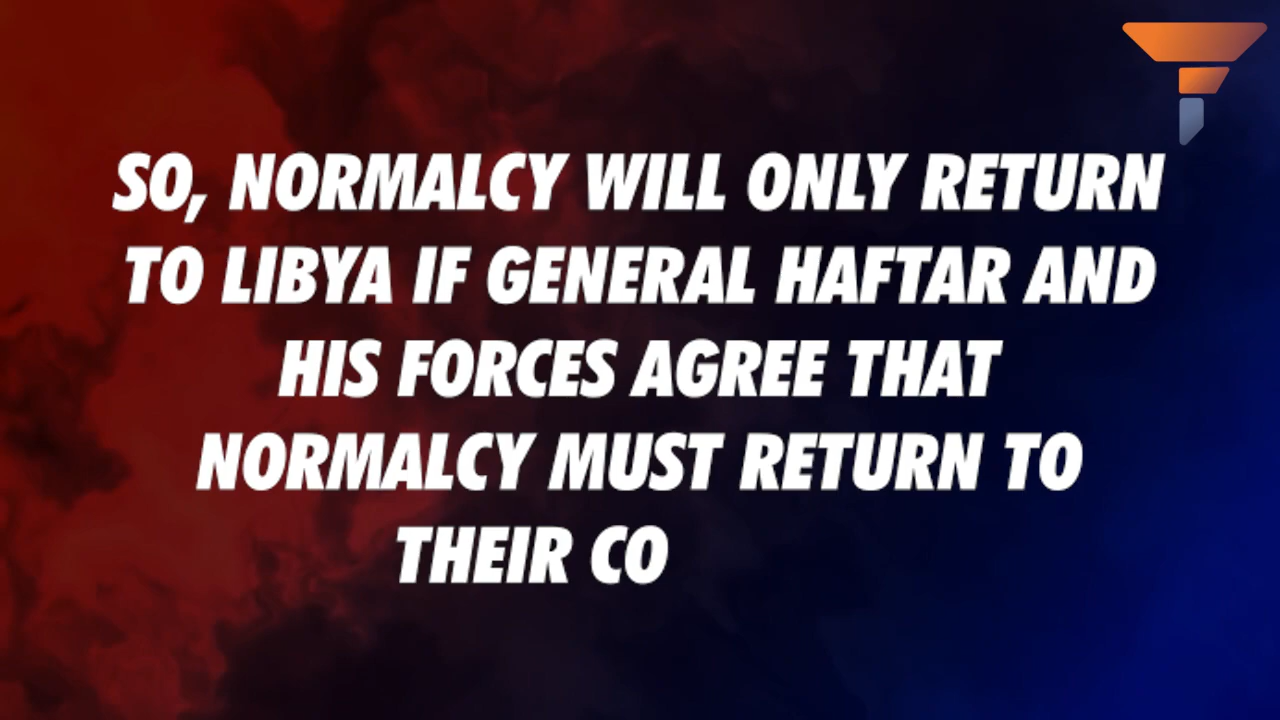 SO, NORMALCY WILL ONLY RETURN
TO LIBYA IF GENERAL HAFTAR AND
HIS FORCES AGREE THAT
NORMALCY MUST RETURN TO
THEIR CO